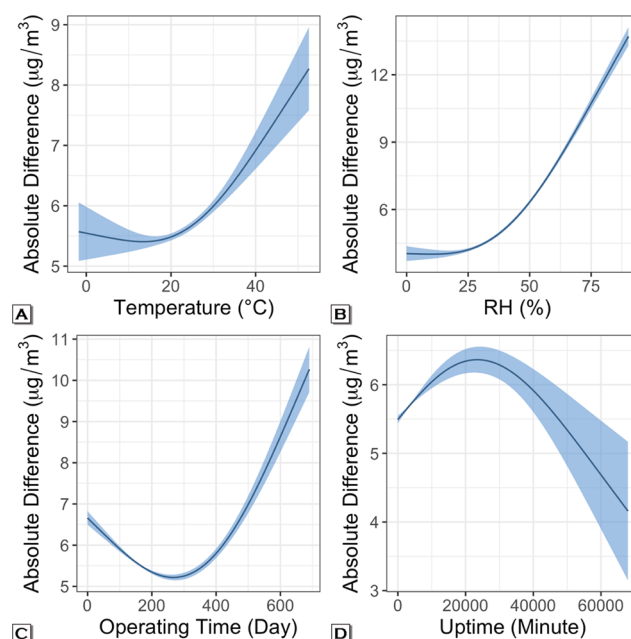 Absolute Difference (μg/m³)
9
8
7
6
5
0
20
40
A
Temperature (°C)
Absolute Difference (μg/m³)
12
9
6
0
25
50
75
B
RH (%)
Absolute Difference (μg/m³)
11
10
9
8
7
6
5
0
200
400
600
C
Operating Time (Day)
Absolute Difference (μg/m³)
6
5
4
3
0
20000
40000
60000
D
Uptime (Minute)